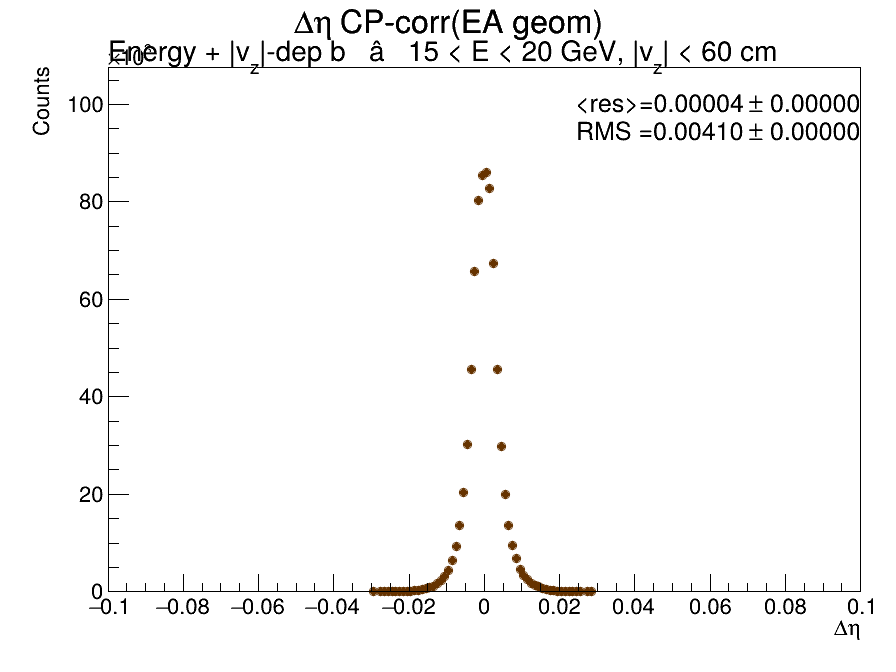 Δη CP-corr(EA geom)
Energy + |v_z|-dep b â 15 < E < 20 GeV, |v_z| < 60 cm
Counts
<res>=0.00004 ± 0.00000
RMS =0.00410 ± 0.00000
100
80
60
40
20
0
−0.1 −0.08 −0.06 −0.04 −0.02 0 0.02 0.04 0.06 0.08 0.1
Δη